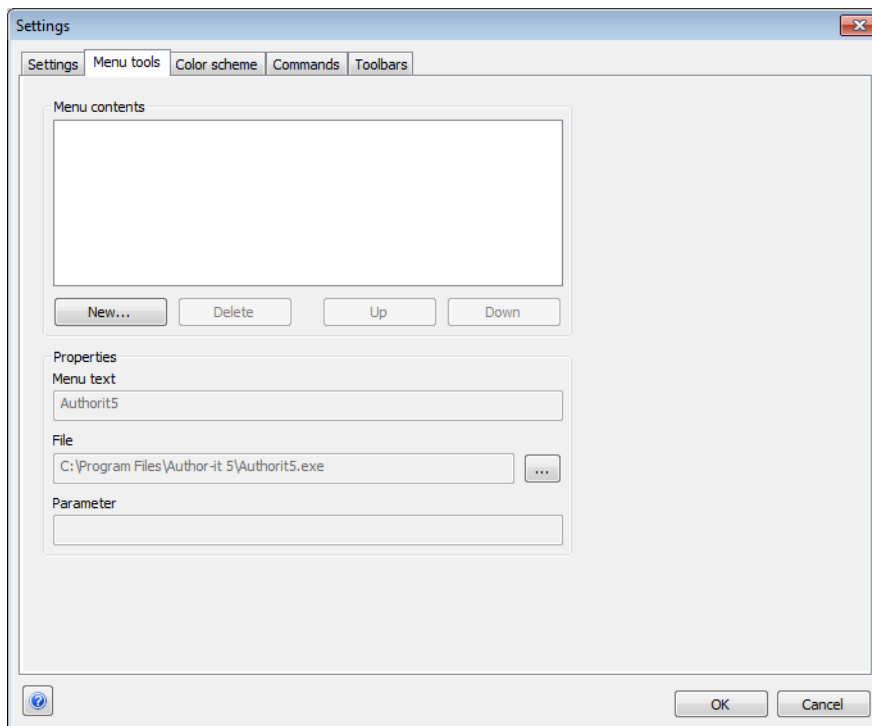 Settings
Settings Menu tools Color scheme Commands Toolbars
Menu contents
New... Delete Up Down
Properties
Menu text
Authorit5
File
C:\Program Files\Author-it 5\Authorit5.exe ...
Parameter
OK Cancel